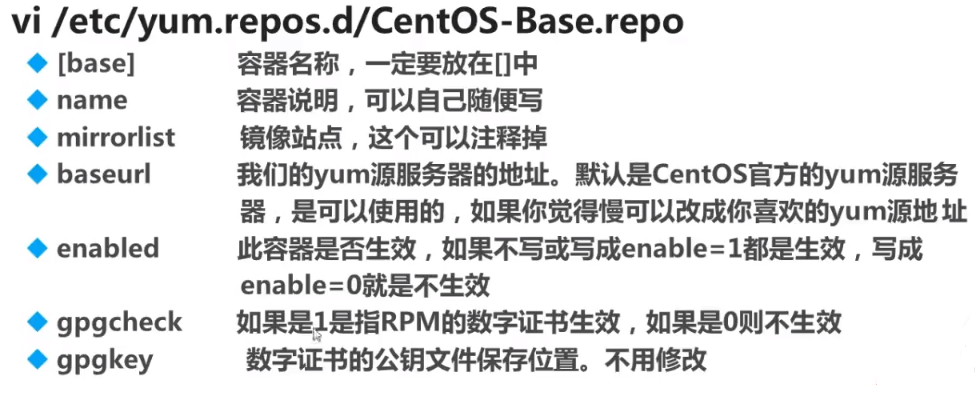 vi /etc/yum.repos.d/CentOS-Base.repo
[base] 容器名称，一定要放在[]中
name 容器说明，可以自己随便写
mirrorlist 镜像站点，这个可以注释掉
baseurl 我们的yum源服务器的地址。默认是CentOS官方的yum源服务
器，是可以使用的，如果你觉得慢可以改成你喜欢的yum源地址
enabled 此容器是否生效，如果不写或写成enable=1都是生效，写成
enable=0就是不生效
gpgcheck 如果是1是指RPM的数字证书生效，如果是0则不生效
gpgkey 数字证书的公钥文件保存位置。不用修改